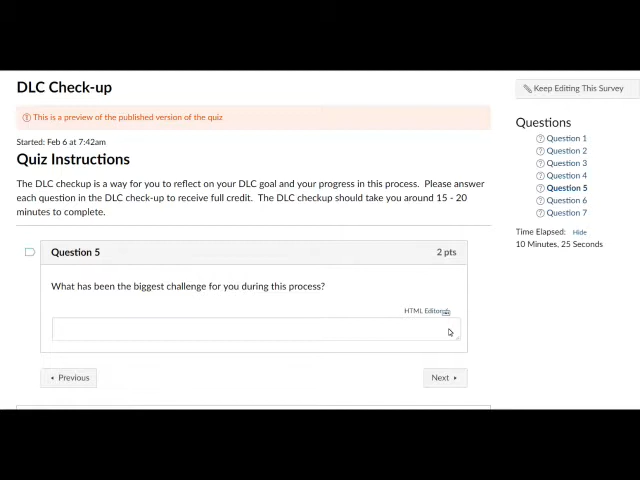 DLC Check-up
Keep Editing This Survey
This is a preview of the published version of the quiz
Started: Feb 6 at 7:42am
Quiz Instructions
The DLC checkup is a way for you to reflect on your DLC goal and your progress in this process.  Please answer
each question in the DLC check-up to receive full credit.  The DLC checkup should take you around 15 - 20
minutes to complete.
Questions
Question 1
Question 2
Question 3
Question 4
Question 5
Question 6
Question 7
Time Elapsed: Hide
10 Minutes, 25 Seconds
Question 5 2 pts
What has been the biggest challenge for you during this process?
HTML Editor
Previous
Next